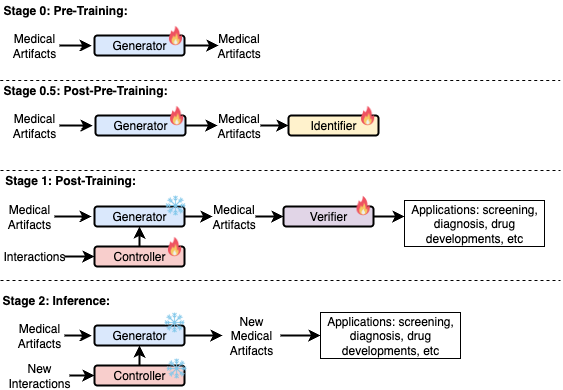 Stage 0: Pre-Training:
Medical
Artifacts
Generator
Medical
Artifacts
Stage 0.5: Post-Pre-Training:
Medical
Artifacts
Generator
Medical
Artifacts
Identifier
Stage 1: Post-Training:
Medical
Artifacts
Generator
Medical
Artifacts
Verifier
Applications: screening,
diagnosis, drug
developments, etc
Interactions
Controller
Stage 2: Inference:
Medical
Artifacts
Generator
New
Medical
Artifacts
Applications: screening,
diagnosis, drug
developments, etc
New
Interactions
Controller